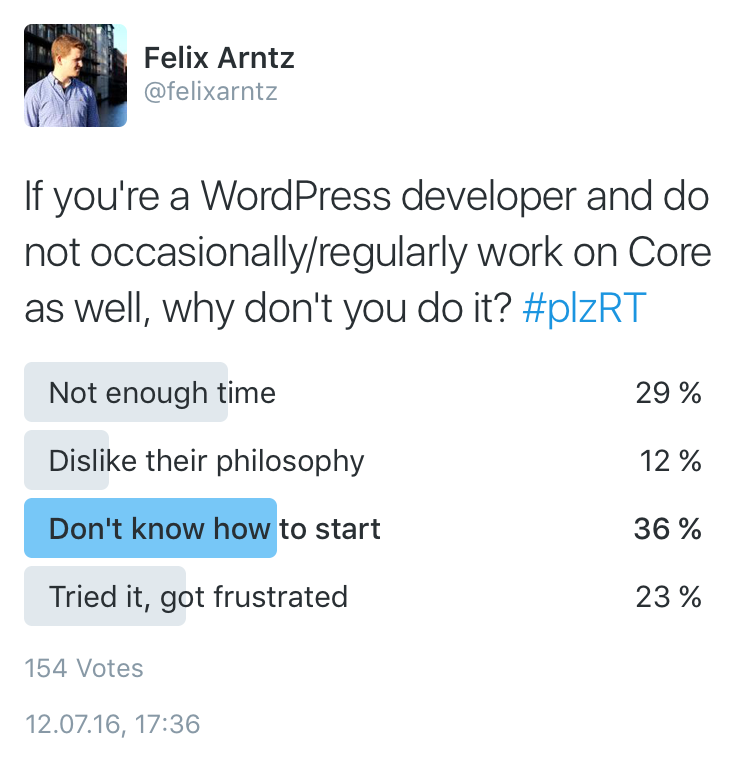 Felix Arntz
@felixarntz
If you're a WordPress developer and do
not occasionally/regularly work on Core
as well, why don't you do it? #plzRT
Not enough time 29 %
Dislike their philosophy 12 %
Don't know how to start 36 %
Tried it, got frustrated 23 %
154 Votes
12.07.16, 17:36